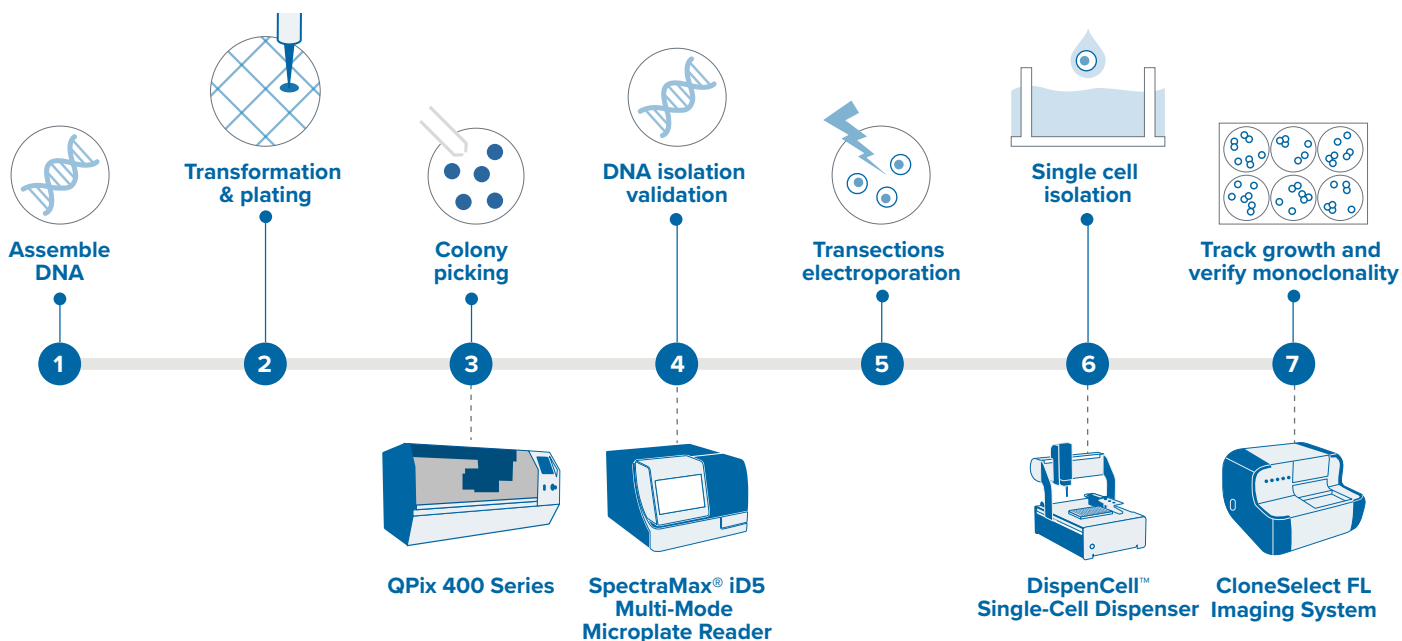 Assemble
DNA
Transformation
& plating
Colony
picking
DNA isolation
validation
Transections
electroporation
Single cell
isolation
Track growth and
verify monoclonality
1
2
3
4
5
6
7
QPix 400 Series
SpectraMax® iD5
Multi-Mode
Microplate Reader
DispenCell™
Single-Cell Dispenser
CloneSelect FL
Imaging System